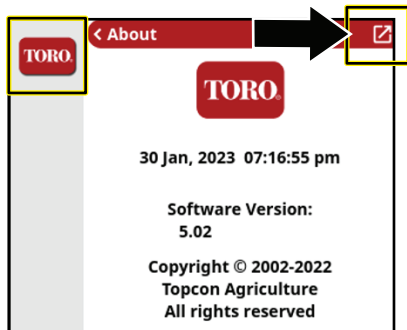 TORO.
< About
TORO.
30 Jan, 2023 07:16:55 pm
Software Version:
5.02
Copyright © 2002-2022
Topcon Agriculture
All rights reserved